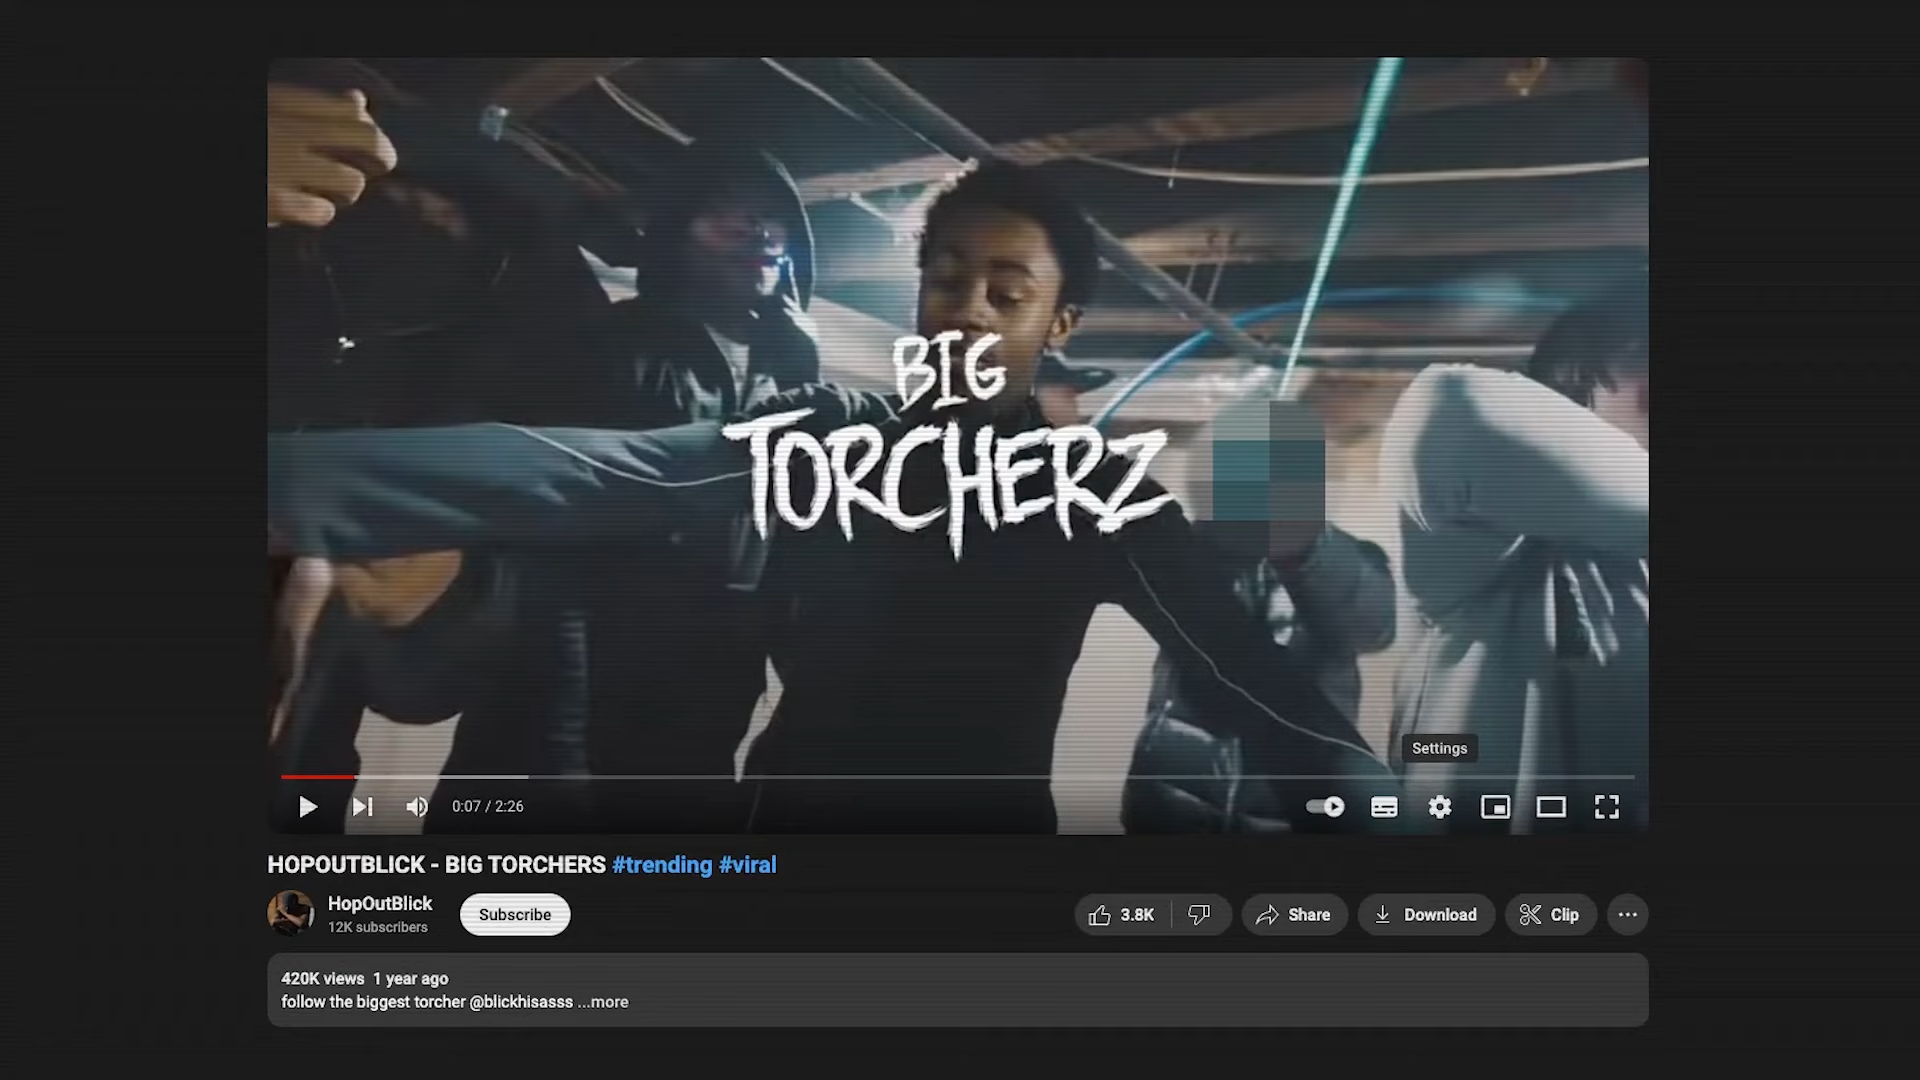 BIG
TORCHERZ
Settings
0:07 / 2:26
HOPOUTBLICK - BIG TORCHERS #trending #viral
HopOutBlick
12K subscribers
Subscribe
3.8K
Share
Download
Clip
420K views 1 year ago
follow the biggest torcher @blickhisasss ...more